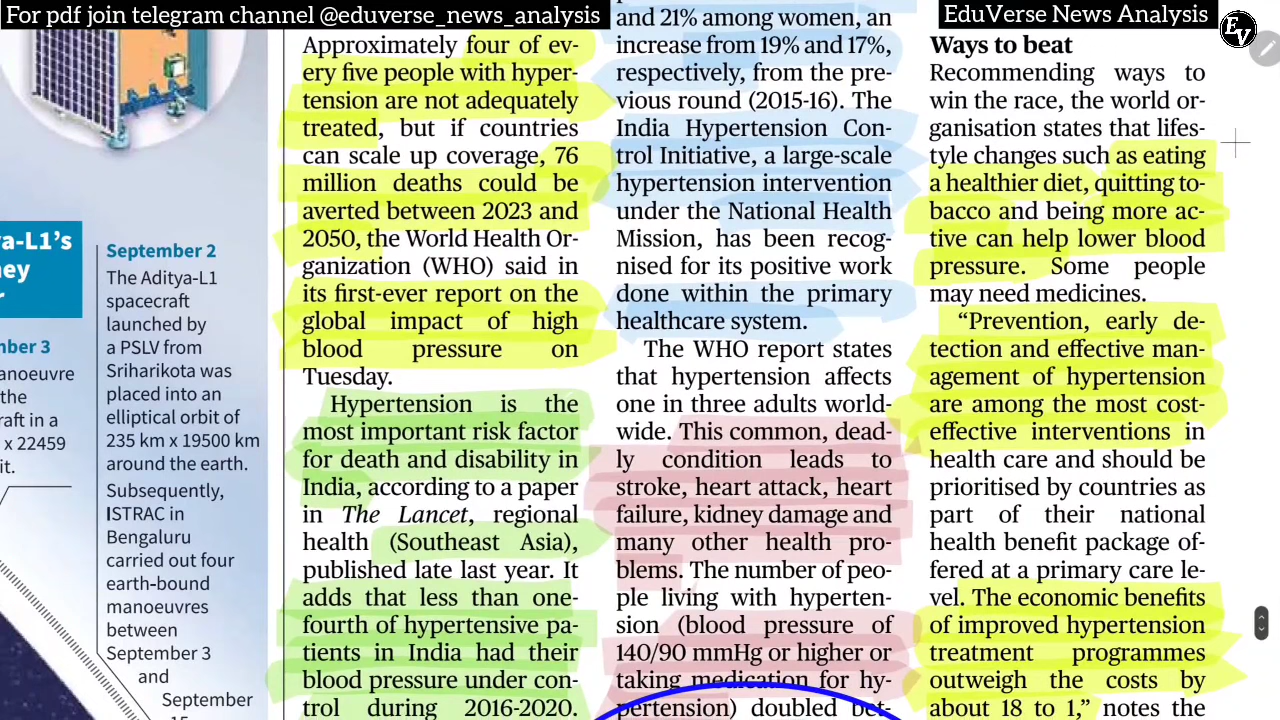 For pdf join telegram channel @eduverse_news_analysis
EduVerse News Analysis
EV
ya-L1's
September 2
The Aditya-L1
spacecraft
launched by
a PSLV from
Sriharikota was
placed into an
elliptical orbit of
235 km x 19500 km
around the earth.
Subsequently,
ISTRAC in
Bengaluru
carried out four
earth-bound
manoeuvres
between
September 3
and
September
mber 3
anoeuvre
the
raft in a
x 22459
it.
Approximately four of ev-
ery five people with hyper-
tension are not adequately
treated, but if countries
can scale up coverage, 76
million deaths could be
averted between 2023 and
2050, the World Health Or-
ganization (WHO) said in
its first-ever report on the
global impact of high
blood pressure on
Tuesday.
Hypertension is the
most important risk factor
for death and disability in
India, according to a paper
in The Lancet, regional
health (Southeast Asia),
published late last year. It
adds that less than one-
fourth of hypertensive pa-
tients in India had their
blood pressure under con-
trol during 2016-2020.
and 21% among women, an
increase from 19% and 17%,
respectively, from the pre-
vious round (2015-16). The
India Hypertension Con-
trol Initiative, a large-scale
hypertension intervention
under the National Health
Mission, has been recog-
nised for its positive work
done within the primary
healthcare system.
The WHO report states
that hypertension affects
one in three adults world-
wide. This common, dead-
ly condition leads to
stroke, heart attack, heart
failure, kidney damage and
many other health pro-
blems. The number of peo-
ple living with hyperten-
sion (blood pressure of
140/90 mmHg or higher or
taking medication for hy-
pertension) doubled bet-
Ways to beat
Recommending ways to
win the race, the world or-
ganisation states that lifes-
tyle changes such as eating
a healthier diet, quitting to-
bacco and being more ac-
tive can help lower blood
pressure. Some people
may need medicines.
“Prevention, early de-
tection and effective man-
agement of hypertension
are among the most cost-
effective interventions in
health care and should be
prioritised by countries as
part of their national
health benefit package of-
fered at a primary care le-
vel. The economic benefits
of improved hypertension
treatment programmes
outweigh the costs by
about 18 to 1,” notes the